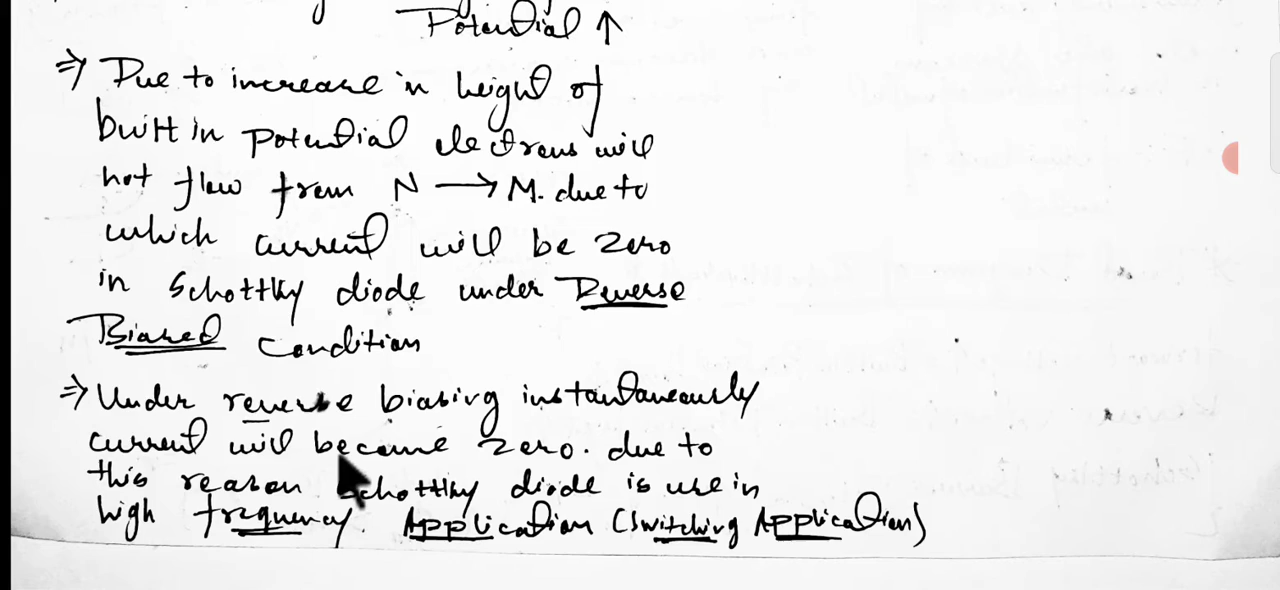 Potential ↑
⇒ Due to increase in height of
built in potential electrons will
not flow from N → M. due to
which current will be zero
in Schottky diode under Reverse
Biased Condition
⇒ Under reverse biasing instantaneously
current will become zero. due to
this reason Schottky diode is use in
high frequency. Application (Switching Application)